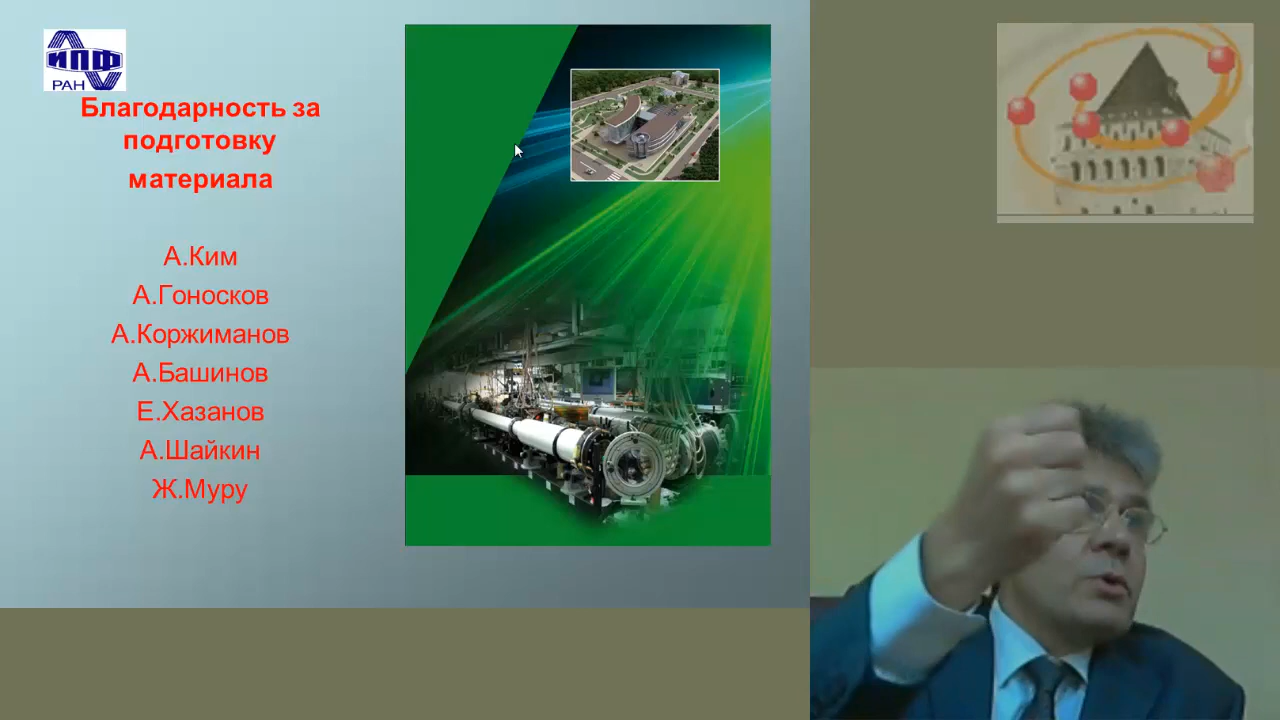 ИПФ
РАН
Благодарность за
подготовку
материала
А.Ким
А.Гоносков
А.Коржиманов
А.Башинов
Е.Хазанов
А.Шайкин
Ж.Муру